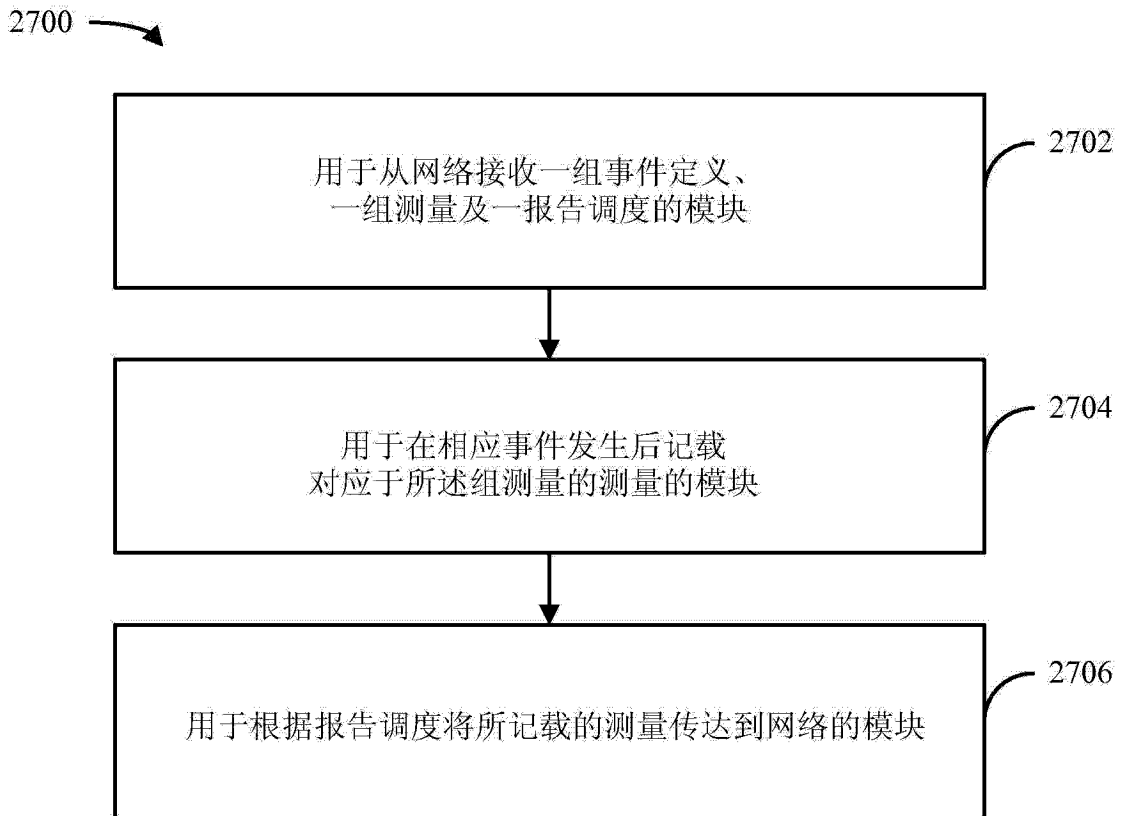 2700
用于从网络接收一组事件定义、
一组测量及一报告调度的模块
2702
用于在相应事件发生后记载
对应于所述组测量的测量的模块
2704
用于根据报告调度将所记载的测量传达到网络的模块
2706